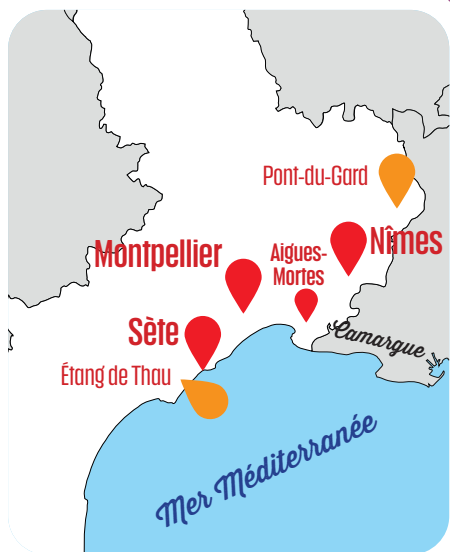 Pont-du-Gard
Nîmes
Montpellier
Aigues-
Mortes
Sète
Camargue
Étang de Thau
Mer Méditerranée